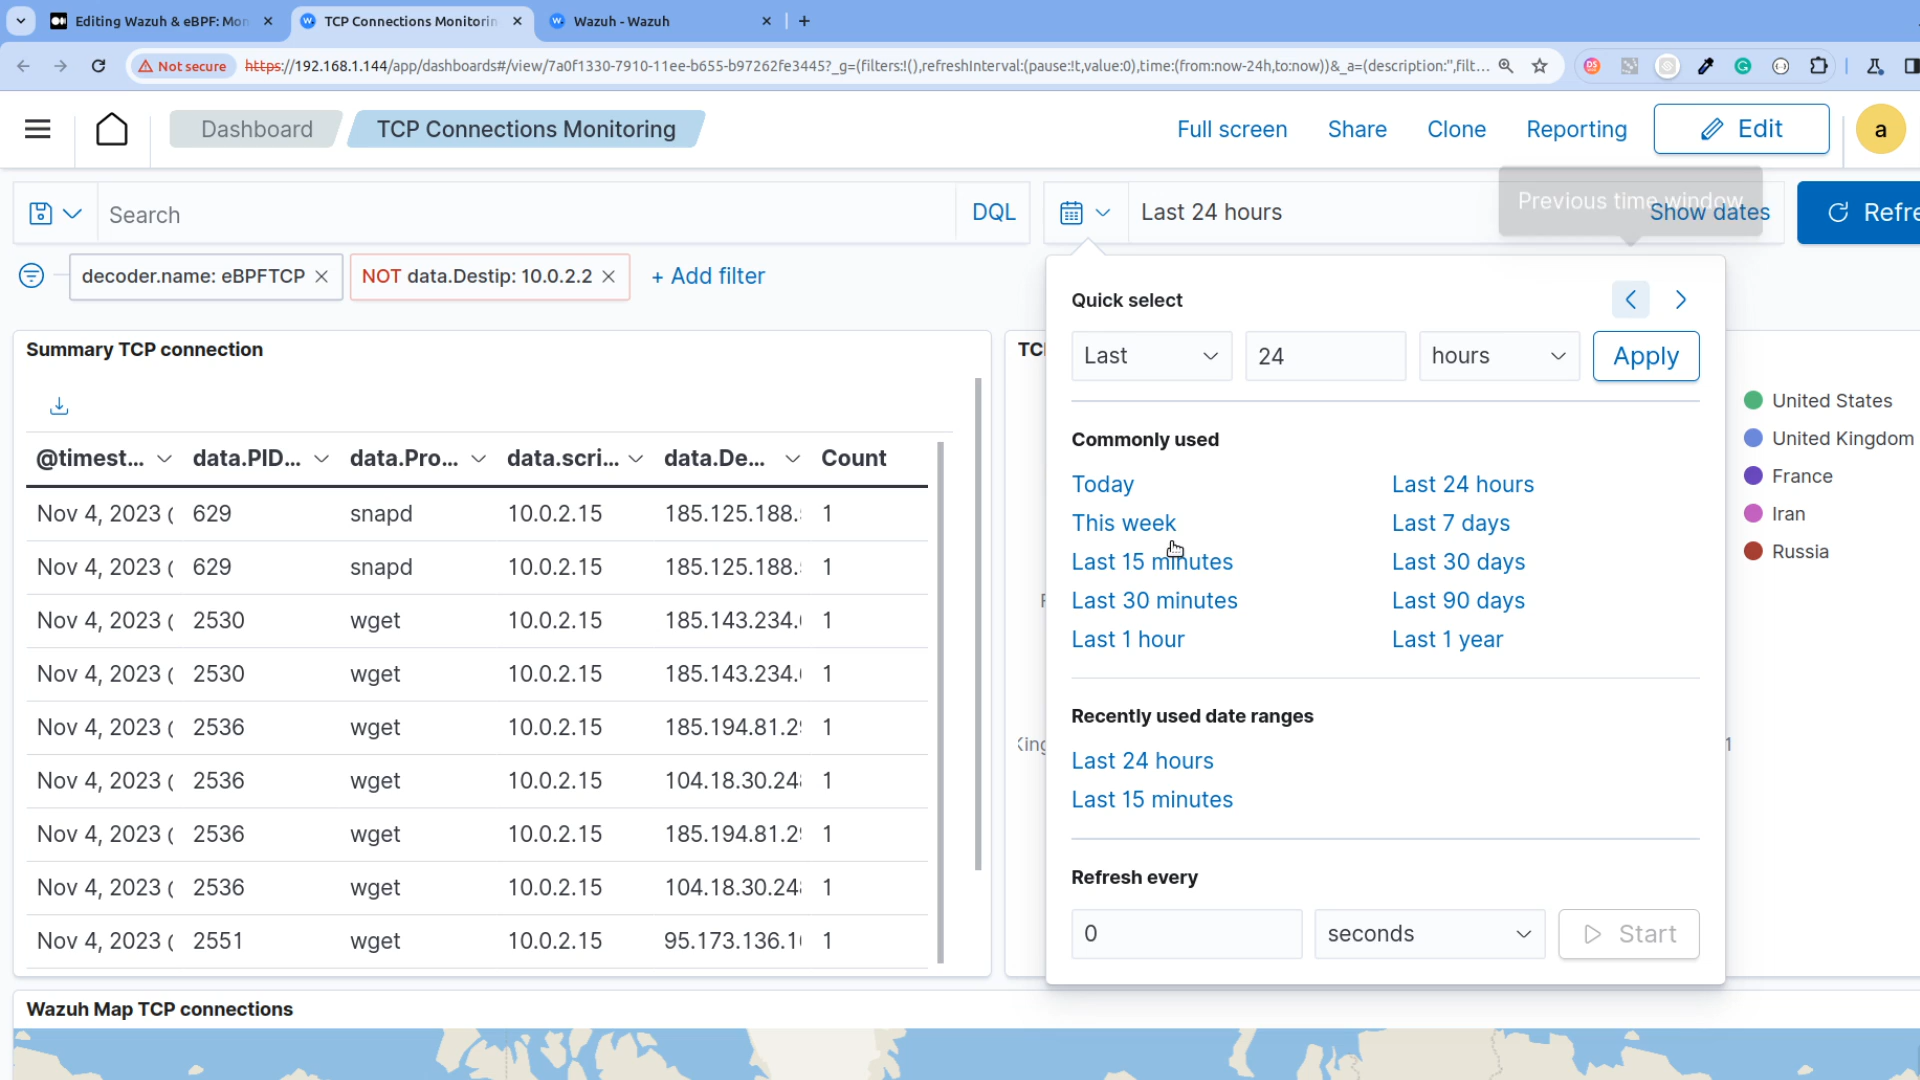 Editing Wazuh & eBPF: Mon
TCP Connections Monitorin
Wazuh - Wazuh
Not secure
https://192.168.1.144/app/dashboards#/view/7a0f1330-7910-11ee-b655-b97262fe3445?_g=(filters:!(),refreshInterval:(pause:!t,value:0),time:(from:now-24h,to:now))&_a=(description:'',filt...
Dashboard
TCP Connections Monitoring
Full screen
Share
Clone
Reporting
Edit
a
Search
DQL
Last 24 hours
Previous time window
Show dates
Refre
decoder.name: eBPFTCP
NOT data.Destip: 10.0.2.2
+ Add filter
Summary TCP connection
@timest... data.PID... data.Pro... data.scri... data.De... Count
Nov 4, 2023 ( 629 snapd 10.0.2.15 185.125.188. 1
Nov 4, 2023 ( 629 snapd 10.0.2.15 185.125.188. 1
Nov 4, 2023 ( 2530 wget 10.0.2.15 185.143.234. 1
Nov 4, 2023 ( 2530 wget 10.0.2.15 185.143.234. 1
Nov 4, 2023 ( 2536 wget 10.0.2.15 185.194.81.2 1
Nov 4, 2023 ( 2536 wget 10.0.2.15 104.18.30.24 1
Nov 4, 2023 ( 2536 wget 10.0.2.15 185.194.81.2 1
Nov 4, 2023 ( 2536 wget 10.0.2.15 104.18.30.24 1
Nov 4, 2023 ( 2551 wget 10.0.2.15 95.173.136.1 1
TC
King
1
Quick select
Last 24 hours Apply
Commonly used
Today
Last 24 hours
This week
Last 7 days
Last 15 minutes
Last 30 days
Last 30 minutes
Last 90 days
Last 1 hour
Last 1 year
Recently used date ranges
Last 24 hours
Last 15 minutes
Refresh every
0 seconds Start
United States
United Kingdom
France
Iran
Russia
Wazuh Map TCP connections